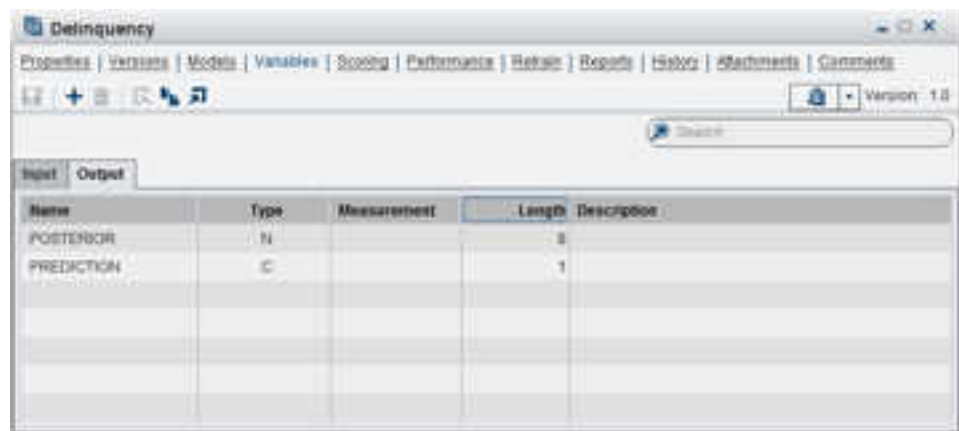 Delinquency
Properties | Versions | Models | Variables | Scoring | Performance | Retrain | Reports | History | Attachments | Comments
Version: 1.0
Search
Input Output
Name Type Measurement Length Description
POSTERIOR N 8
PREDICTION C 1